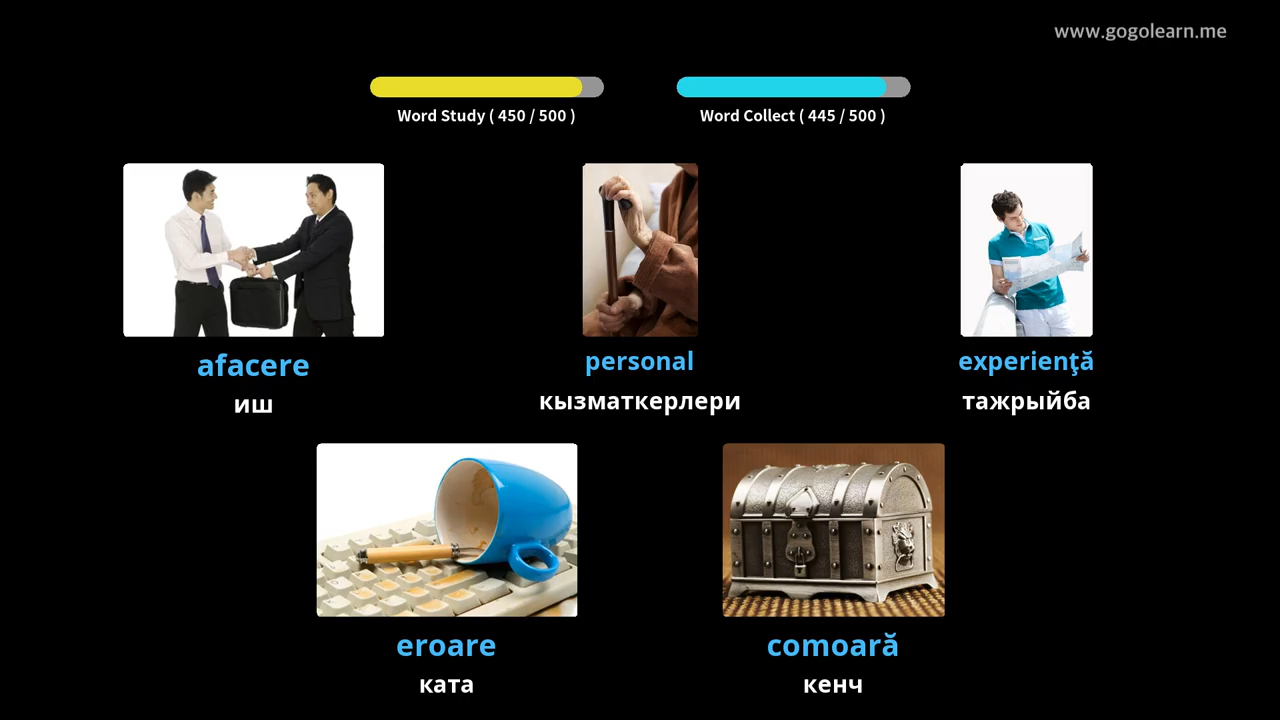 www.gogolearn.me
Word Study ( 450 / 500 )
Word Collect ( 445 / 500 )
afacere
иш
personal
кызматкерлери
experienţă
тажрыйба
eroare
ката
comoară
кенч